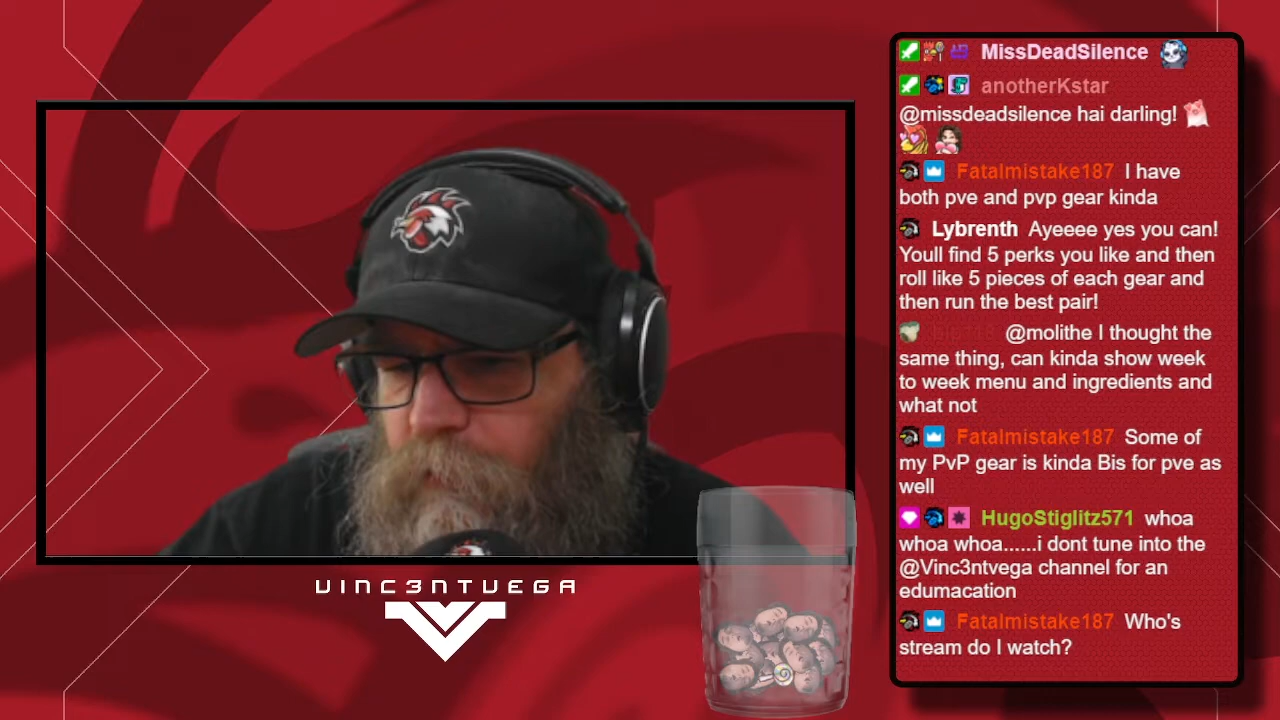 MissDeadSilence
anotherKstar
@missdeadsilence hai darling!
Fatalmistake187 I have
both pve and pvp gear kinda
Lybrenth Ayeeee yes you can!
Youll find 5 perks you like and then
roll like 5 pieces of each gear and
then run the best pair!
@molithe I thought the
same thing, can kinda show week
to week menu and ingredients and
what not
Fatalmistake187 Some of
my PvP gear is kinda Bis for pve as
well
HugoStiglitz571 whoa
whoa whoa......i dont tune into the
@Vinc3ntvega channel for an
edumacation
Fatalmistake187 Who's
stream do I watch?
VINC3NTVEGA